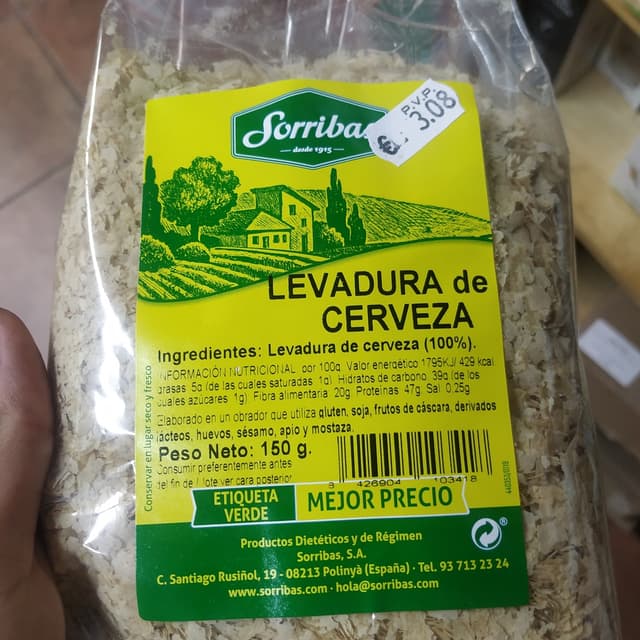 Sorribas
desde 1915
P.V.P.
€ 3.08
LEVADURA de
CERVEZA
Ingredientes: Levadura de cerveza (100%).
INFORMACIÓN NUTRICIONAL por 100g Valor energético 1795KJ/ 429 kcal
grasas 5g (de las cuales saturadas 1g) Hidratos de carbono 39g (de los
cuales azúcares 1g) Fibra alimentaria 20g Proteínas 47g Sal 0,25g
Elaborado en un obrador que utiliza gluten, soja, frutos de cáscara, derivados
lácteos, huevos, sésamo, apio y mostaza.
Peso Neto: 150 g.
Consumir preferentemente antes
del fin de / lote ver cara posterior
Conservar en lugar seco y fresco
8 426904 103418
ETIQUETA
VERDE
MEJOR PRECIO
Productos Dietéticos y de Régimen
Sorribas, S.A.
C. Santiago Rusiñol, 19 - 08213 Polinyà (España) · Tel. 93 713 23 24
www.sorribas.com · hola@sorribas.com